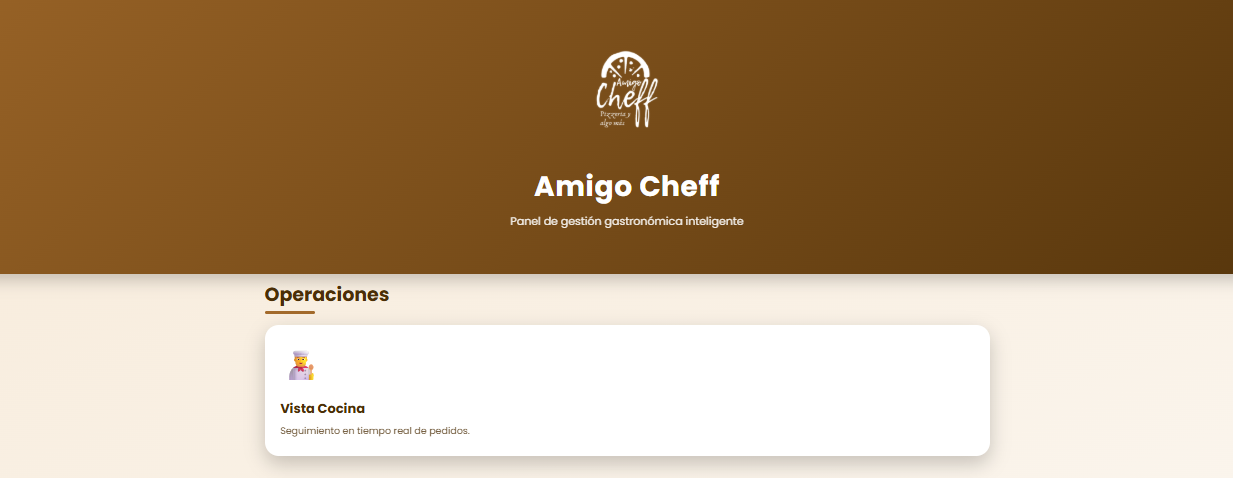 Amigo
Cheff
Pizzería y
algo más
Amigo Cheff
Panel de gestión gastronómica inteligente
Operaciones
Vista Cocina
Seguimiento en tiempo real de pedidos.